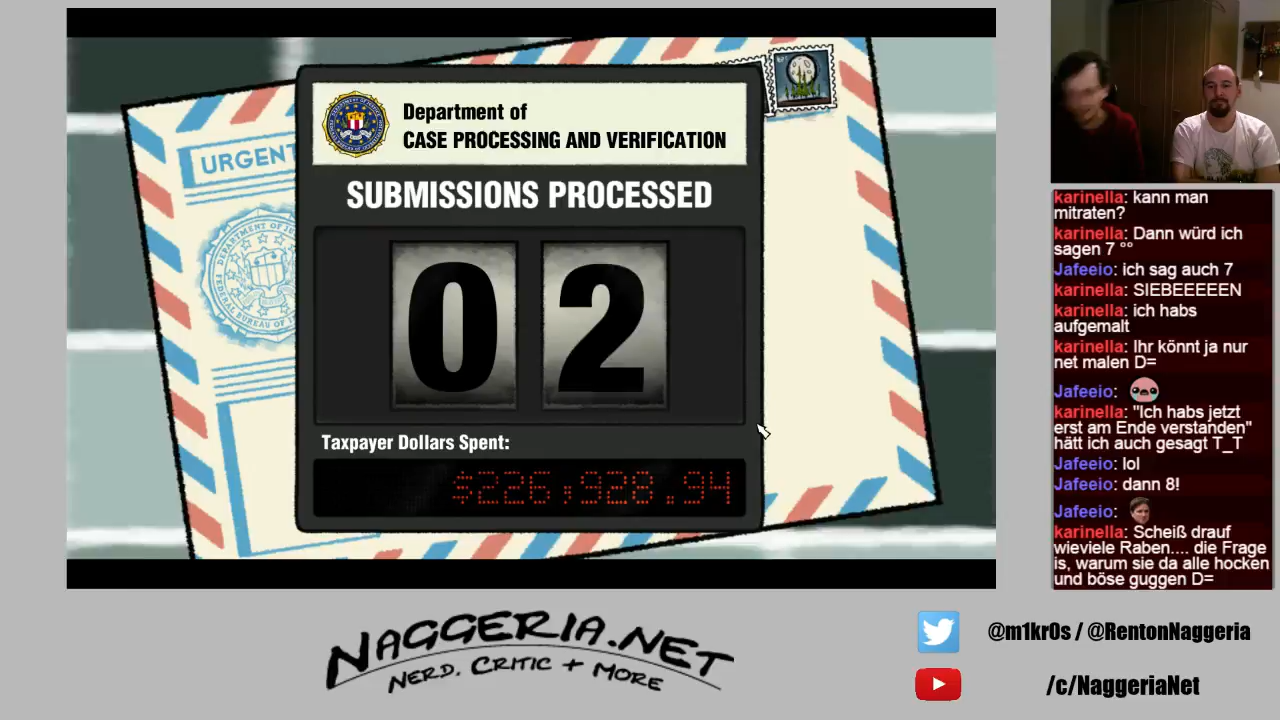 URGENT
Department of
CASE PROCESSING AND VERIFICATION
SUBMISSIONS PROCESSED
02
Taxpayer Dollars Spent:
$226,928.94
karinella: kann man
mitraten?
karinella: Dann würd ich
sagen 7 °°
Jafeeio: ich sag auch 7
karinella: SIEBEEEEEN
karinella: ich habs
aufgemalt
karinella: Ihr könnt ja nur
net malen D=
Jafeeio:
karinella: "Ich habs jetzt
erst am Ende verstanden"
hätt ich auch gesagt T_T
Jafeeio: lol
Jafeeio: dann 8!
Jafeeio:
karinella: Scheiß drauf
wieviele Raben.... die Frage
is, warum sie da alle hocken
und böse guggen D=
NAGGERIA.NET
NERD, CRITIC + MORE
@m1kr0s / @RentonNaggeria
/c/NaggeriaNet